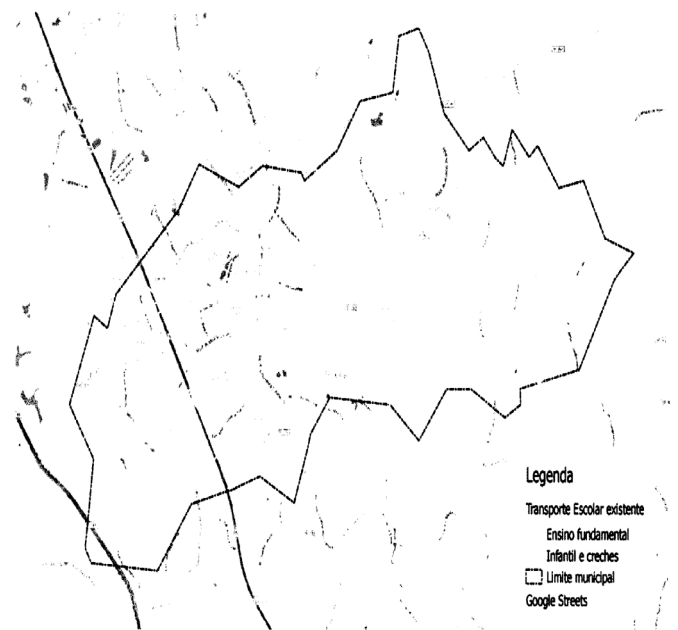 Legenda
Transporte Escolar existente
Ensino fundamental
Infantil e creches
Limite municipal
Google Streets